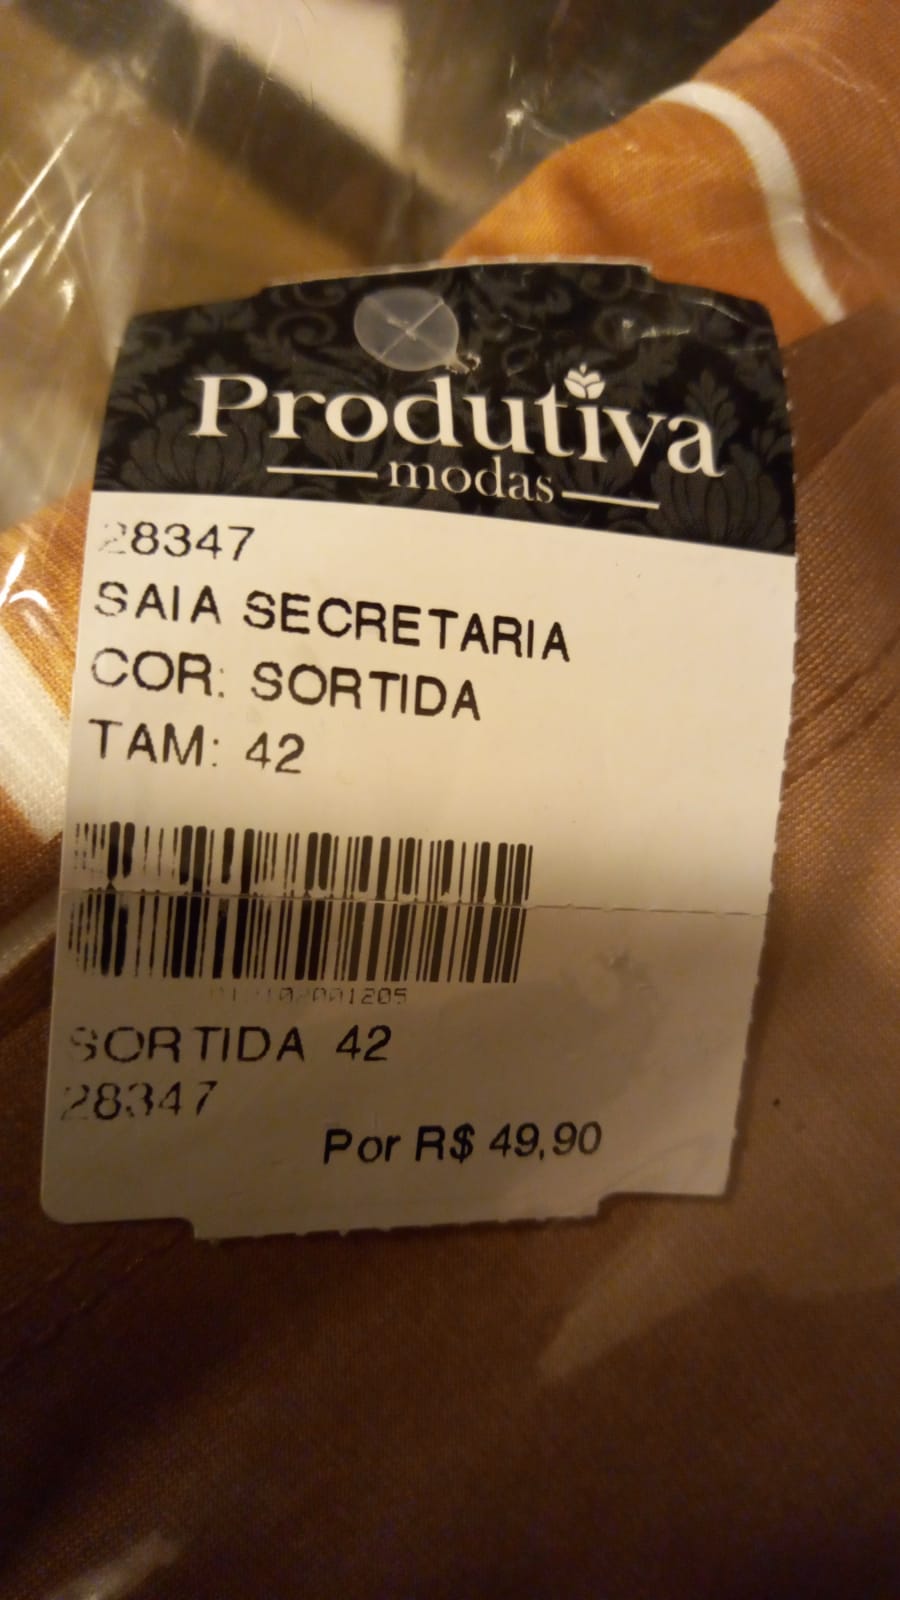 Produtiva
modas
28347
SAIA SECRETARIA
COR: SORTIDA
TAM: 42
SORTIDA 42
28347
Por R$ 49,90